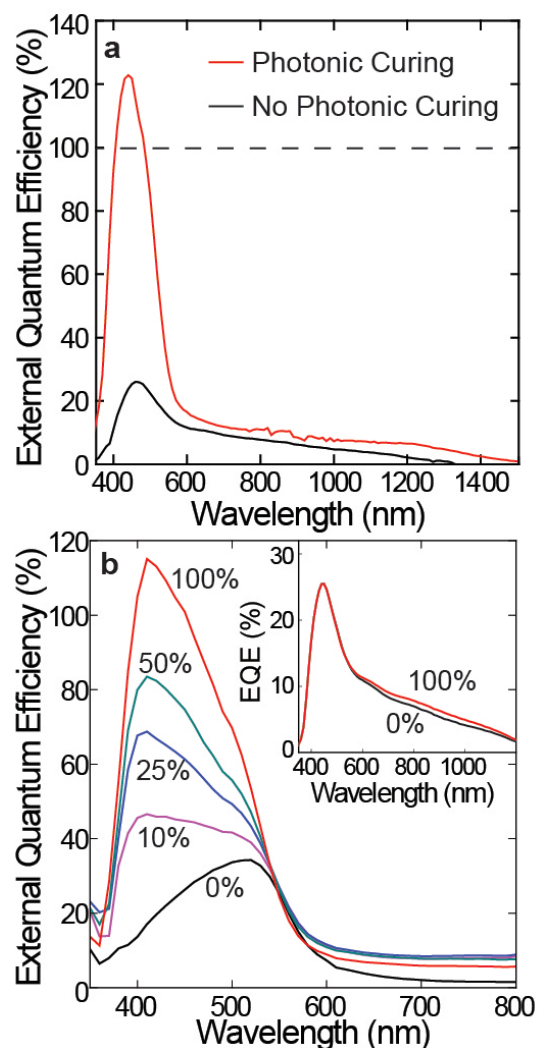 a
Photonic Curing
No Photonic Curing
External Quantum Efficiency (%)
140
120
100
80
60
40
20
0
400 600 800 1000 1200 1400
Wavelength (nm)
b
External Quantum Efficiency (%)
120
100
80
60
40
20
0
100%
50%
25%
10%
0%
400 500 600 700 800
Wavelength (nm)
EQE (%)
30
20
10
0
100%
0%
400 600 800 1000
Wavelength (nm)